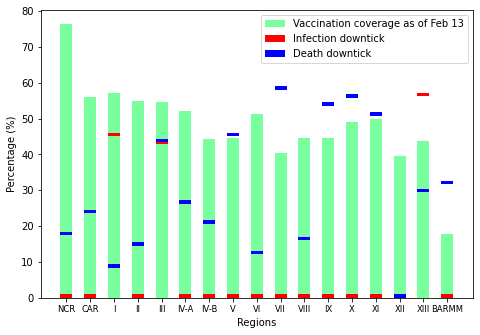 Vaccination coverage as of Feb 13
Infection downtick
Death downtick
Percentage (%)
80
70
60
50
40
30
20
10
0
NCR CAR I II III IV-A IV-B V VI VII VIII IX X XI XII XIII BARMM
Regions